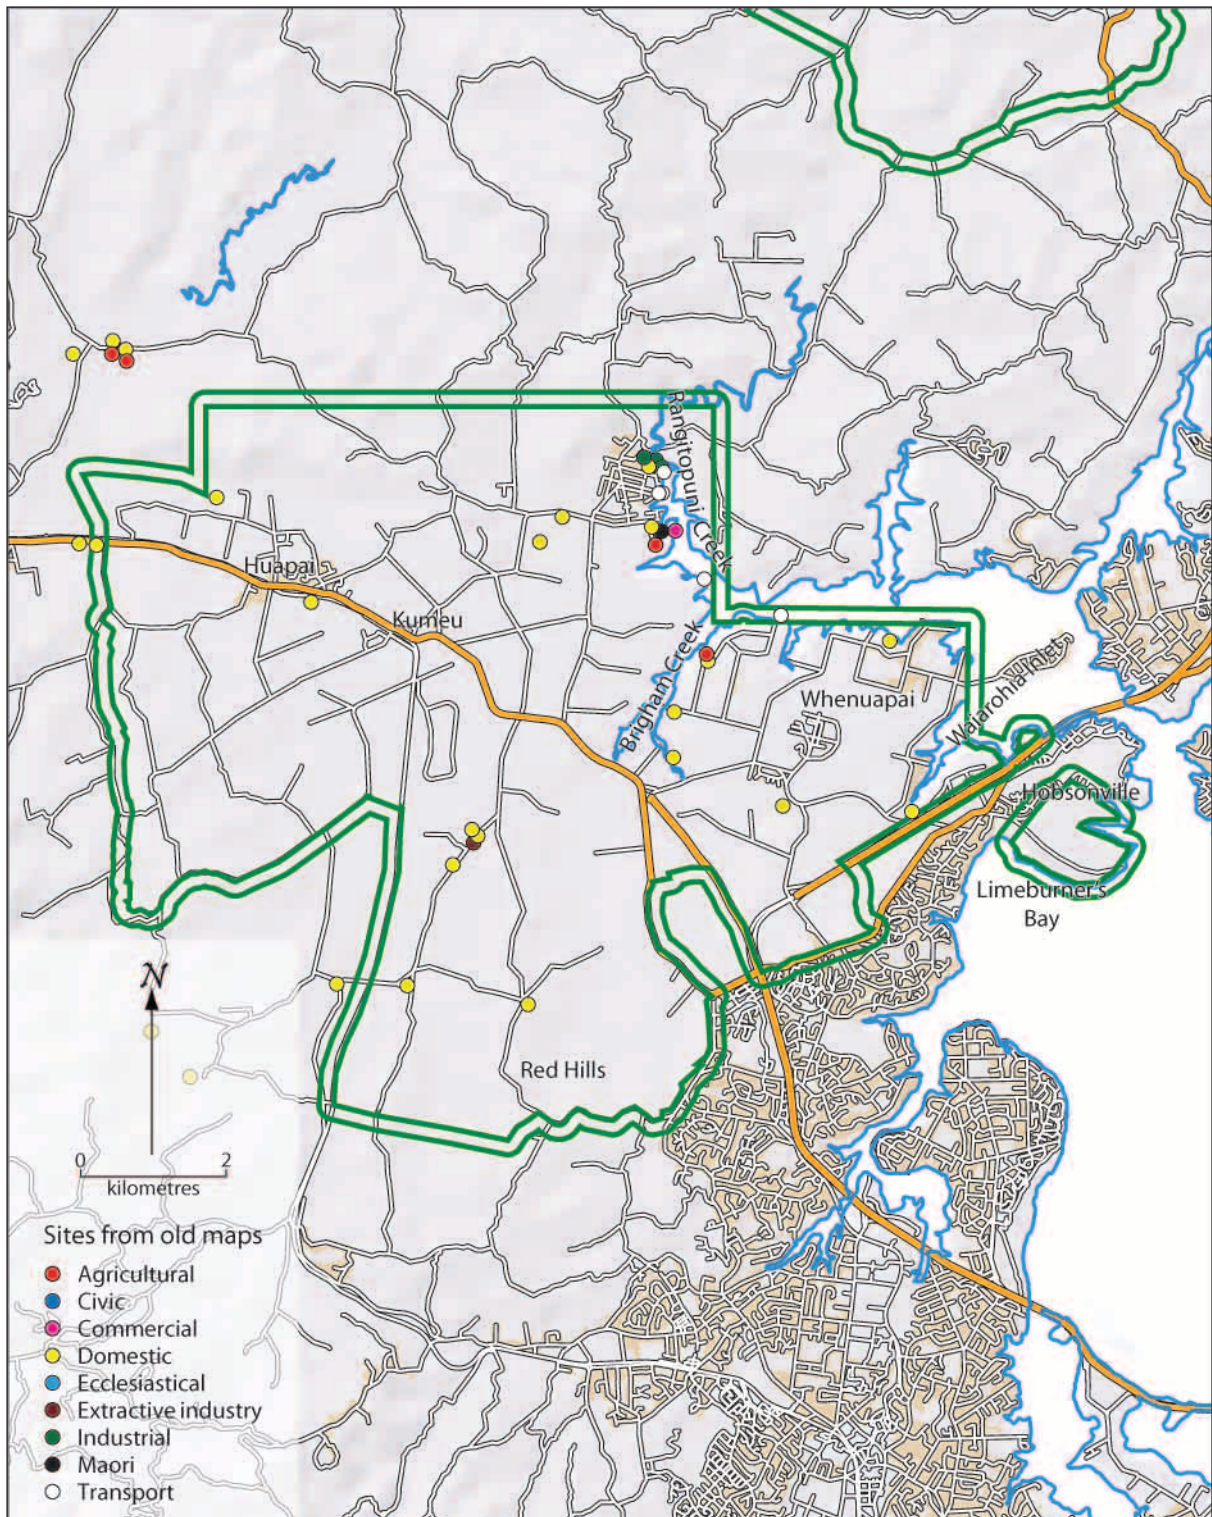 Rangitopuni Creek
Huapai
Kumeu
Brigham Creek
Whenuapai
Waiarohia Inlet
Hobsonville
Limeburner's
Bay
N
Red Hills
0 2
kilometres
Sites from old maps
Agricultural
Civic
Commercial
Domestic
Ecclesiastical
Extractive industry
Industrial
Maori
Transport